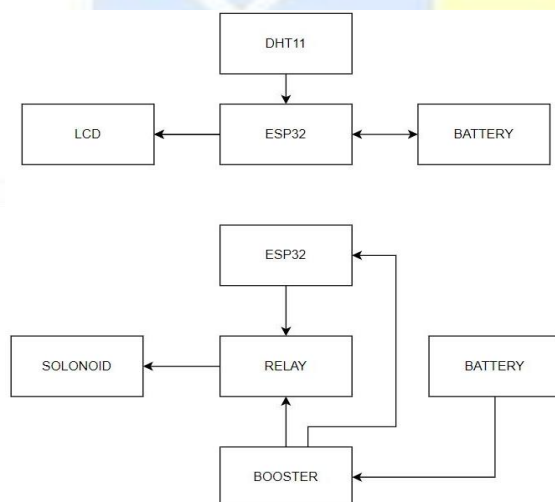 DHT11
LCD
ESP32
BATTERY
ESP32
SOLONOID
RELAY
BATTERY
BOOSTER